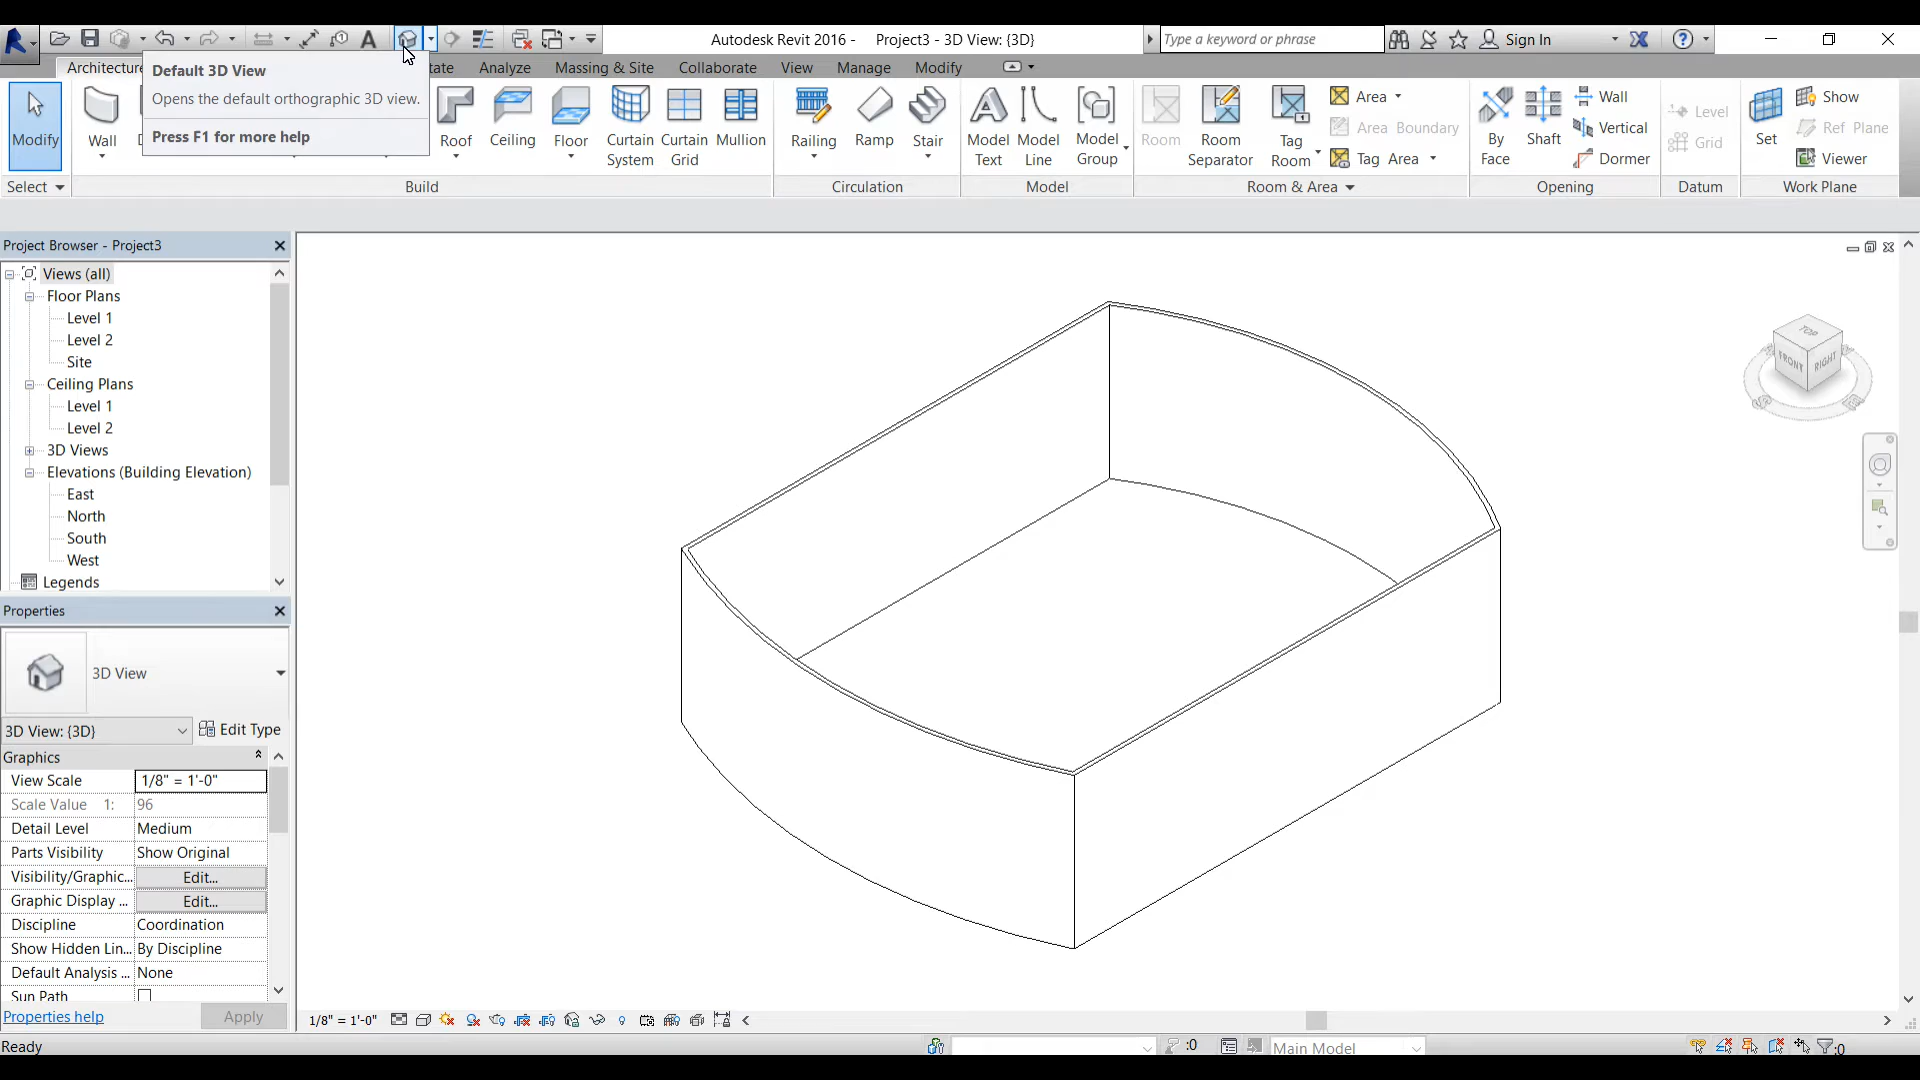 Autodesk Revit 2016 - Project3 - 3D View: {3D}
Type a keyword or phrase
Sign In
Architecture
Analyze
Massing & Site
Collaborate
View
Manage
Modify
Default 3D View
Opens the default orthographic 3D view.
Press F1 for more help
Modify
Wall
Roof
Ceiling
Floor
Curtain System
Curtain Grid
Mullion
Railing
Ramp
Stair
Model Text
Model Line
Model Group
Room
Room Separator
Tag Room
Area
Area Boundary
Tag Area
By Face
Shaft
Wall
Vertical
Dormer
Level
Grid
Set
Show
Ref Plane
Viewer
Select
Build
Circulation
Model
Room & Area
Opening
Datum
Work Plane
Project Browser - Project3
Views (all)
Floor Plans
Level 1
Level 2
Site
Ceiling Plans
Level 1
Level 2
3D Views
Elevations (Building Elevation)
East
North
South
West
Legends
TOP
FRONT
RIGHT
Properties
3D View
3D View: {3D}
Edit Type
Graphics
View Scale 1/8" = 1'-0"
Scale Value 1: 96
Detail Level Medium
Parts Visibility Show Original
Visibility/Graphic... Edit...
Graphic Display ... Edit...
Discipline Coordination
Show Hidden Lin... By Discipline
Default Analysis ... None
Sun Path
Properties help
Apply
1/8" = 1'-0"
Ready
:0
Main Model
:0